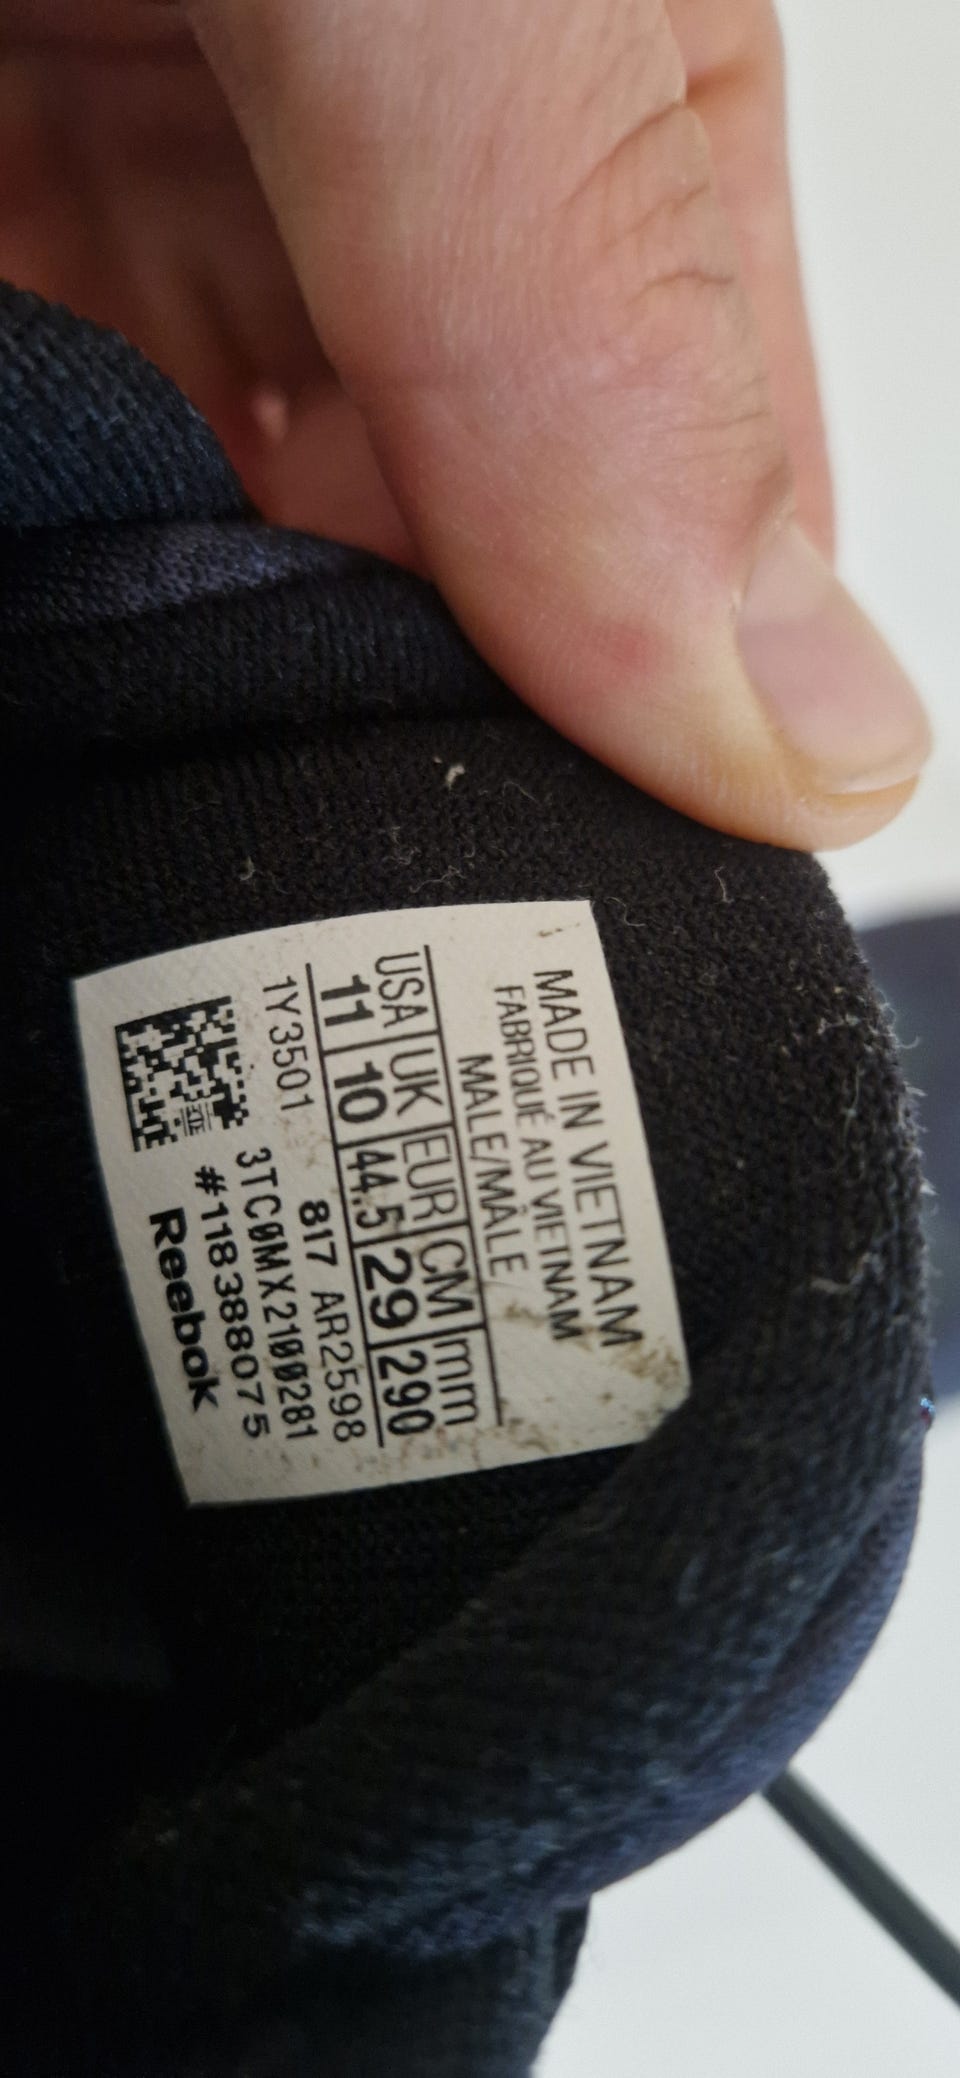 MADE IN VIETNAM
FABRIQUÉ AU VIETNAM
MALE/MÂLE
USA UK EUR CM mm
11 10 44.5 29 290
1Y3501 817 AR2598
3TC0MX2100281
#1183880075
Reebok